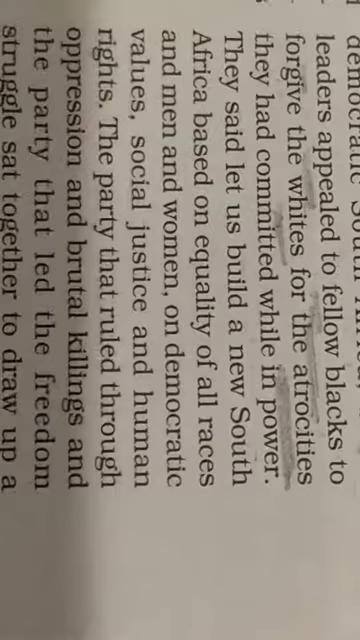 democratic South
leaders appealed to fellow blacks to
forgive the whites for the atrocities
they had committed while in power.
They said let us build a new South
Africa based on equality of all races
and men and women, on democratic
values, social justice and human
rights. The party that ruled through
oppression and brutal killings and
the party that led the freedom
struggle sat together to draw up a